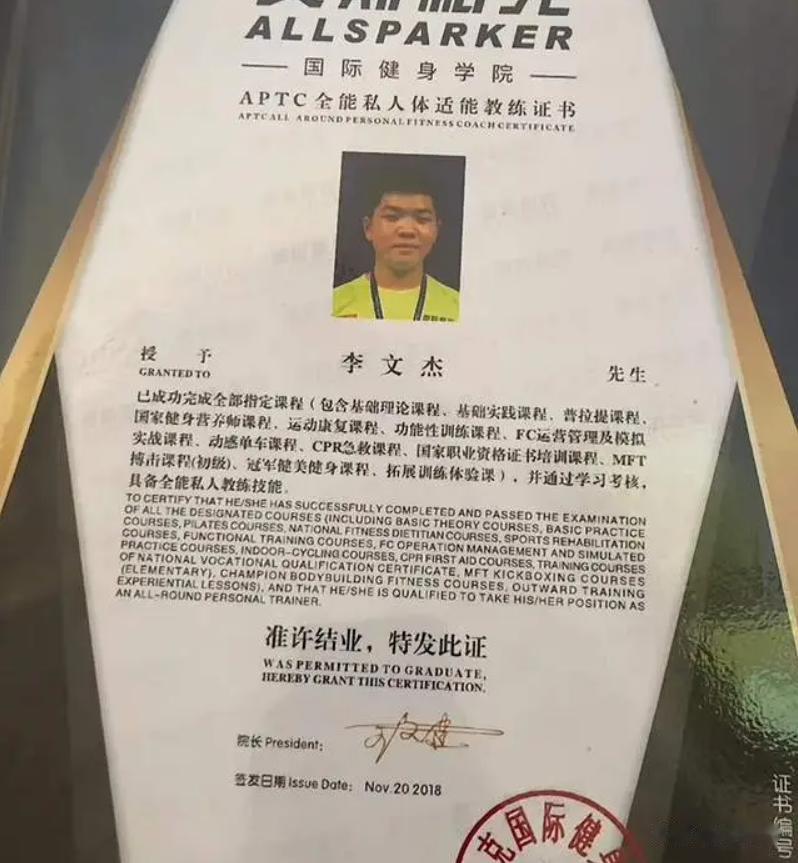 ALLSPARKER
国际健身学院
APTC全能私人体适能教练证书
APTCALL AROUND PERSONAL FITNESS COACH CERTIFICATE
授 予 李文杰 先生
GRANTED TO
已成功完成全部指定课程（包含基础理论课程、基础实践课程、普拉提课程、
国家健身营养师课程、运动康复课程、功能性训练课程、FC运营管理及模拟
实战课程、动感单车课程、CPR急救课程、国家职业资格证书培训课程、MFT
搏击课程(初级)、冠军健美健身课程、拓展训练体验课），并通过学习考核，
具备全能私人教练技能。
TO CERTIFY THAT HE/SHE HAS SUCCESSFULLY COMPLETED AND PASSED THE EXAMINATION
OF ALL THE DESIGNATED COURSES (INCLUDING BASIC THEORY COURSES, BASIC PRACTICE
COURSES, PILATES COURSES, NATIONAL FITNESS DIETITIAN COURSES, SPORTS REHABILITATION
COURSES, FUNCTIONAL TRAINING COURSES, FC OPERATION MANAGEMENT AND SIMULATED
PRACTICE COURSES, INDOOR-CYCLING COURSES, CPR FIRST AID COURSES, TRAINING COURSES
OF NATIONAL VOCATIONAL QUALIFICATION CERTIFICATE, MFT KICKBOXING COURSES
(ELEMENTARY), CHAMPION BODYBUILDING FITNESS COURSES, OUTWARD TRAINING
EXPERIENTIAL LESSONS), AND THAT HE/SHE IS QUALIFIED TO TAKE HIS/HER POSITION AS
AN ALL-ROUND PERSONAL TRAINER.
准许结业，特发此证
WAS PERMITTED TO GRADUATE,
HEREBY GRANT THIS CERTIFICATION.
院长 President:
签发日期 Issue Date: Nov.20 2018
克国际健身
证书编